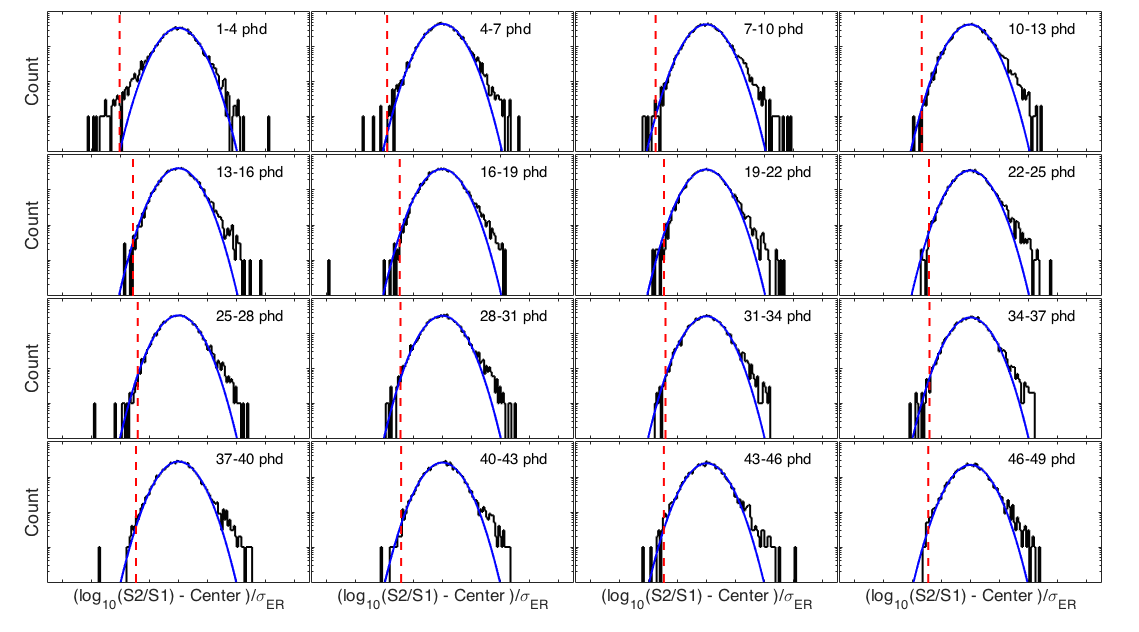 1-4 phd
4-7 phd
7-10 phd
10-13 phd
Count
13-16 phd
16-19 phd
19-22 phd
22-25 phd
Count
25-28 phd
28-31 phd
31-34 phd
34-37 phd
Count
37-40 phd
40-43 phd
43-46 phd
46-49 phd
Count
(log10(S2/S1) - Center )/σER
(log10(S2/S1) - Center )/σER
(log10(S2/S1) - Center )/σER
(log10(S2/S1) - Center )/σER